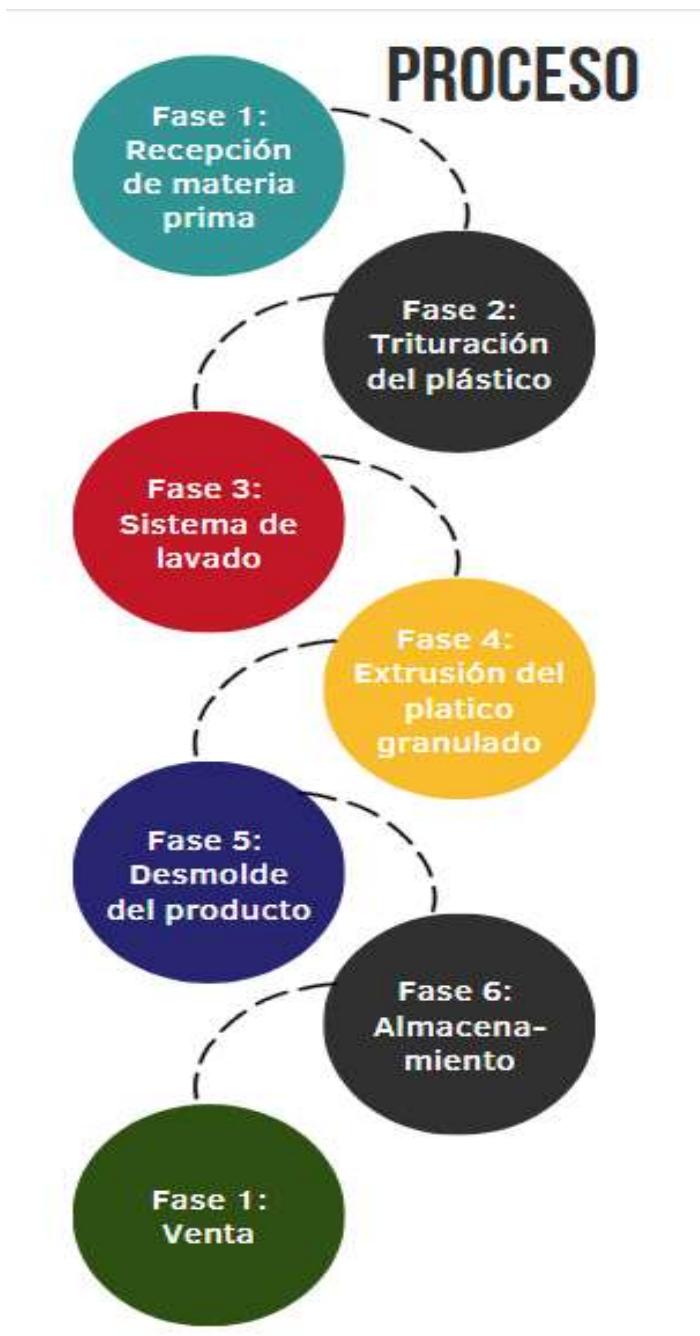 PROCESO
Fase 1:
Recepción
de materia
prima
Fase 2:
Trituración
del plástico
Fase 3:
Sistema de
lavado
Fase 4:
Extrusión del
platico
granulado
Fase 5:
Desmolde
del producto
Fase 6:
Almacena-
miento
Fase 1:
Venta